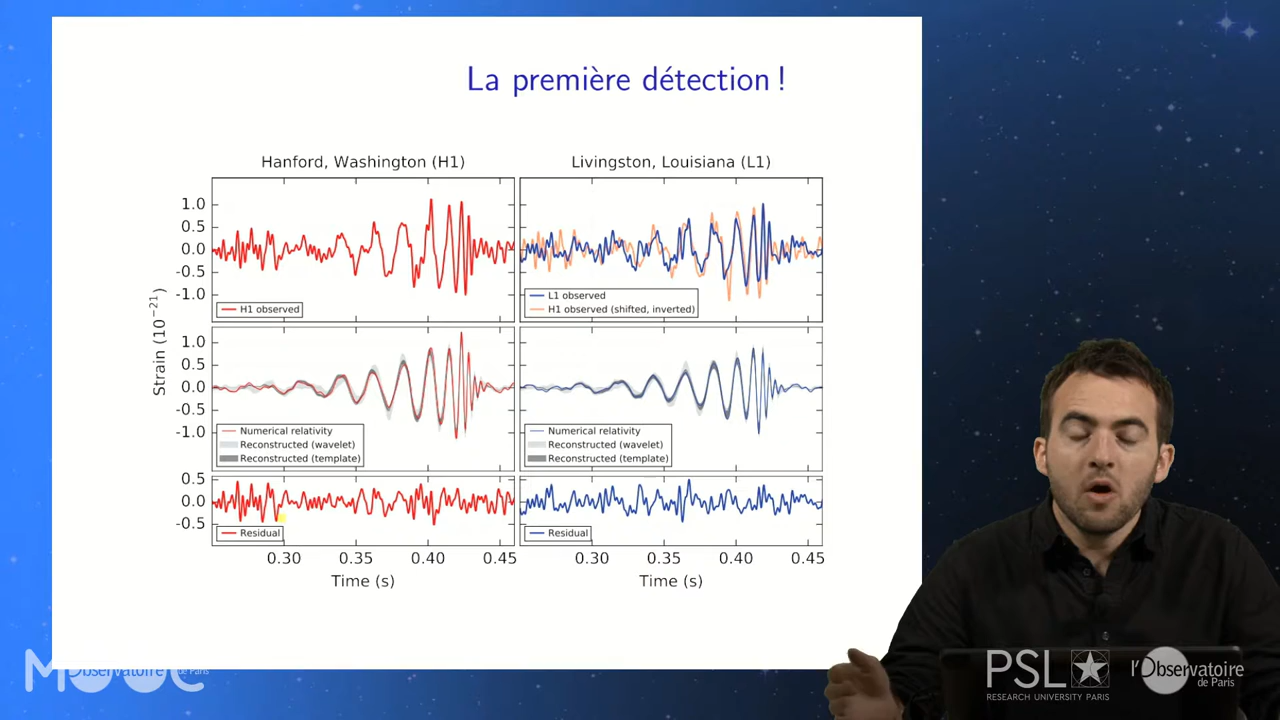 La première détection !
Hanford, Washington (H1)
Livingston, Louisiana (L1)
Strain (10⁻²¹)
1.0
0.5
0.0
-0.5
-1.0
H1 observed
L1 observed
H1 observed (shifted, inverted)
1.0
0.5
0.0
-0.5
-1.0
Numerical relativity
Reconstructed (wavelet)
Reconstructed (template)
Numerical relativity
Reconstructed (wavelet)
Reconstructed (template)
0.5
0.0
-0.5
Residual
Residual
0.30 0.35 0.40 0.45
0.30 0.35 0.40 0.45
Time (s)
Time (s)
MOOC
l'Observatoire
de Paris
PSL
RESEARCH UNIVERSITY PARIS
l'Observatoire
de Paris